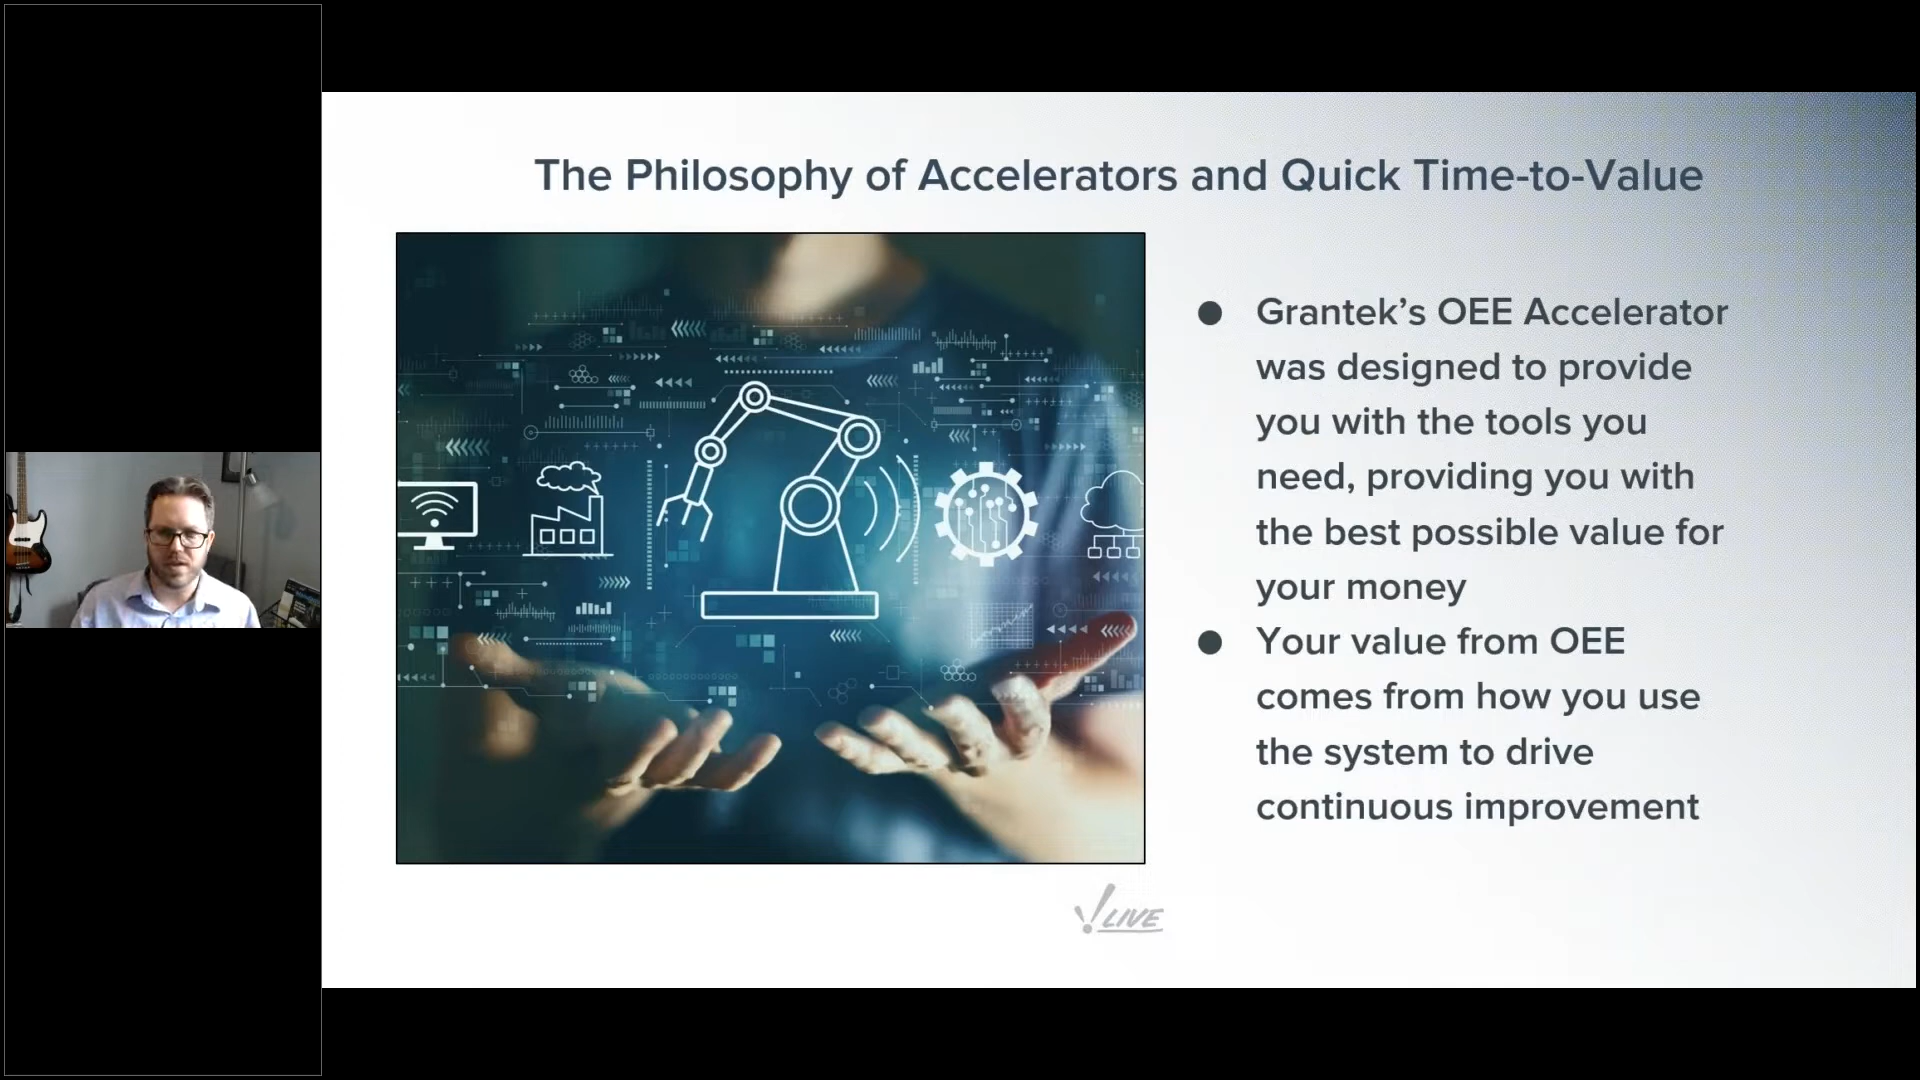 The Philosophy of Accelerators and Quick Time-to-Value
● Grantek’s OEE Accelerator
was designed to provide
you with the tools you
need, providing you with
the best possible value for
your money
● Your value from OEE
comes from how you use
the system to drive
continuous improvement
LIVE